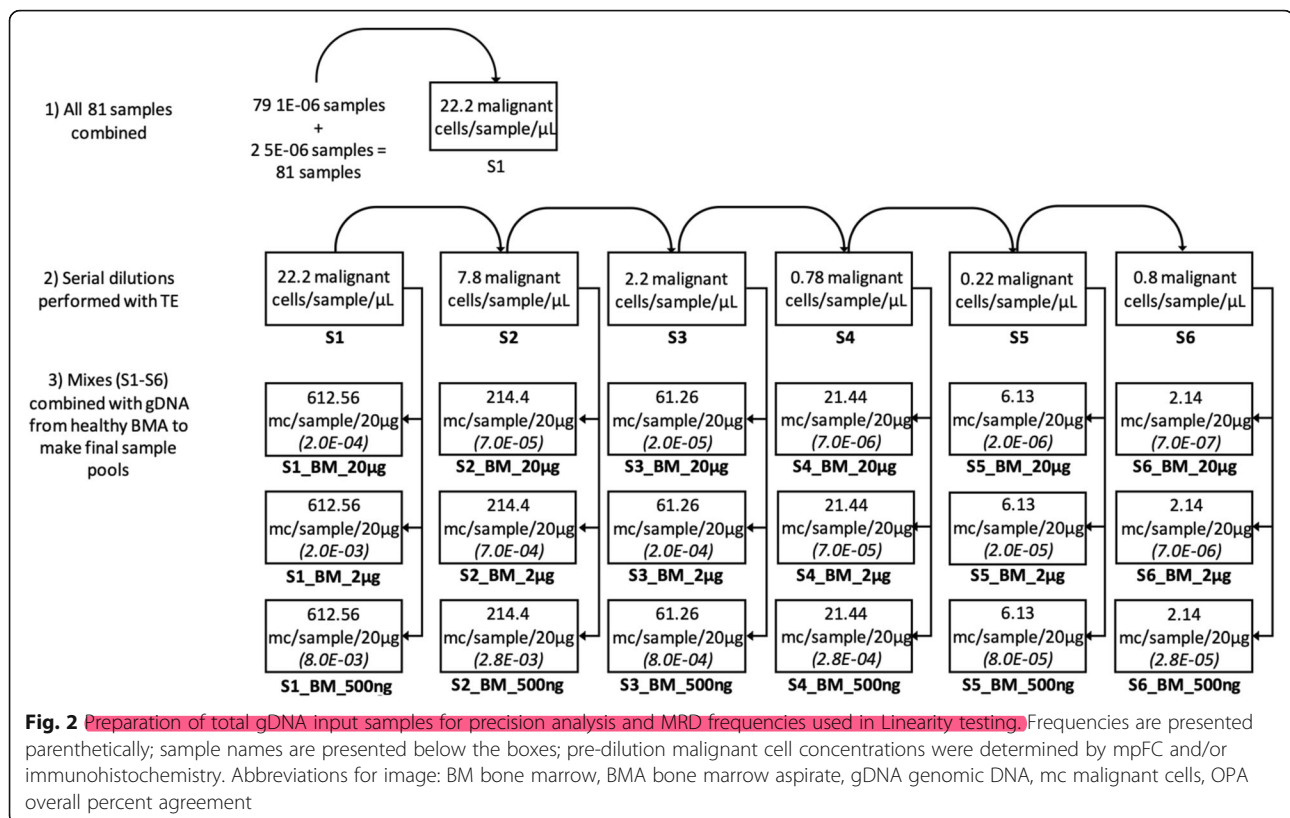 1) All 81 samples
combined
79 1E-06 samples
+
2 5E-06 samples =
81 samples
22.2 malignant
cells/sample/µL
S1
2) Serial dilutions
performed with TE
22.2 malignant
cells/sample/µL
S1
7.8 malignant
cells/sample/µL
S2
2.2 malignant
cells/sample/µL
S3
0.78 malignant
cells/sample/µL
S4
0.22 malignant
cells/sample/µL
S5
0.8 malignant
cells/sample/µL
S6
3) Mixes (S1-S6)
combined with gDNA
from healthy BMA to
make final sample
pools
612.56
mc/sample/20µg
(2.0E-04)
S1_BM_20µg
214.4
mc/sample/20µg
(7.0E-05)
S2_BM_20µg
61.26
mc/sample/20µg
(2.0E-05)
S3_BM_20µg
21.44
mc/sample/20µg
(7.0E-06)
S4_BM_20µg
6.13
mc/sample/20µg
(2.0E-06)
S5_BM_20µg
2.14
mc/sample/20µg
(7.0E-07)
S6_BM_20µg
612.56
mc/sample/20µg
(2.0E-03)
S1_BM_2µg
214.4
mc/sample/20µg
(7.0E-04)
S2_BM_2µg
61.26
mc/sample/20µg
(2.0E-04)
S3_BM_2µg
21.44
mc/sample/20µg
(7.0E-05)
S4_BM_2µg
6.13
mc/sample/20µg
(2.0E-05)
S5_BM_2µg
2.14
mc/sample/20µg
(7.0E-06)
S6_BM_2µg
612.56
mc/sample/20µg
(8.0E-03)
S1_BM_500ng
214.4
mc/sample/20µg
(2.8E-03)
S2_BM_500ng
61.26
mc/sample/20µg
(8.0E-04)
S3_BM_500ng
21.44
mc/sample/20µg
(2.8E-04)
S4_BM_500ng
6.13
mc/sample/20µg
(8.0E-05)
S5_BM_500ng
2.14
mc/sample/20µg
(2.8E-05)
S6_BM_500ng
Fig. 2 Preparation of total gDNA input samples for precision analysis and MRD frequencies used in Linearity testing. Frequencies are presented
parenthetically; sample names are presented below the boxes; pre-dilution malignant cell concentrations were determined by mpFC and/or
immunohistochemistry. Abbreviations for image: BM bone marrow, BMA bone marrow aspirate, gDNA genomic DNA, mc malignant cells, OPA
overall percent agreement